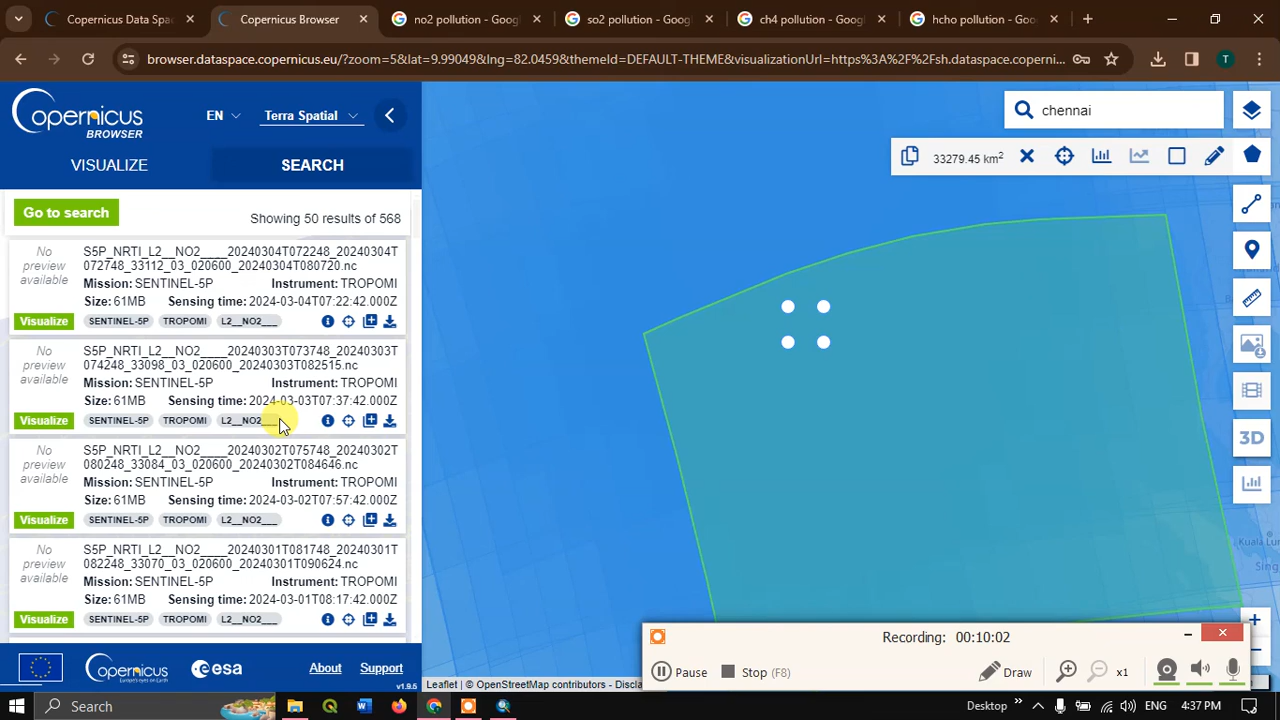 Copernicus Data Spa
Copernicus Browser
no2 pollution - Googl
so2 pollution - Googl
ch4 pollution - Googl
hcho pollution - Goo
browser.dataspace.copernicus.eu/?zoom=5&lat=9.99049&lng=82.0459&themeId=DEFAULT-THEME&visualizationUrl=https%3A%2F%2Fsh.dataspace.coperni...
T
opernicus
BROWSER
EN
Terra Spatial
chennai
33279.45 km²
VISUALIZE
SEARCH
Go to search
Showing 50 results of 568
No preview available
S5P_NRTI_L2__NO2____20240304T072248_20240304T
072748_33112_03_020600_20240304T080720.nc
Mission: SENTINEL-5P Instrument: TROPOMI
Size: 61MB Sensing time: 2024-03-04T07:22:42.000Z
Visualize SENTINEL-5P TROPOMI L2__NO2___
No preview available
S5P_NRTI_L2__NO2____20240303T073748_20240303T
074248_33098_03_020600_20240303T082515.nc
Mission: SENTINEL-5P Instrument: TROPOMI
Size: 61MB Sensing time: 2024-03-03T07:37:42.000Z
Visualize SENTINEL-5P TROPOMI L2__NO2___
No preview available
S5P_NRTI_L2__NO2____20240302T075748_20240302T
080248_33084_03_020600_20240302T084646.nc
Mission: SENTINEL-5P Instrument: TROPOMI
Size: 61MB Sensing time: 2024-03-02T07:57:42.000Z
Visualize SENTINEL-5P TROPOMI L2__NO2___
No preview available
S5P_NRTI_L2__NO2____20240301T081748_20240301T
082248_33070_03_020600_20240301T090624.nc
Mission: SENTINEL-5P Instrument: TROPOMI
Size: 61MB Sensing time: 2024-03-01T08:17:42.000Z
Visualize SENTINEL-5P TROPOMI L2__NO2___
3D
Kuala Lun
Recording: 00:10:02
Pause Stop (F8) Draw x1
opernicus
esa
About
Support
v1.9.5
Leaflet | © OpenStreetMap contributors - Discla
Search
Desktop
ENG
4:37 PM